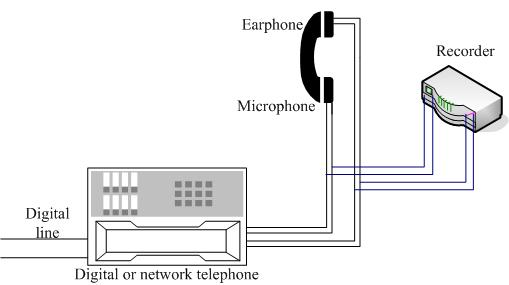 Earphone
Recorder
Microphone
Digital
line
Digital or network telephone